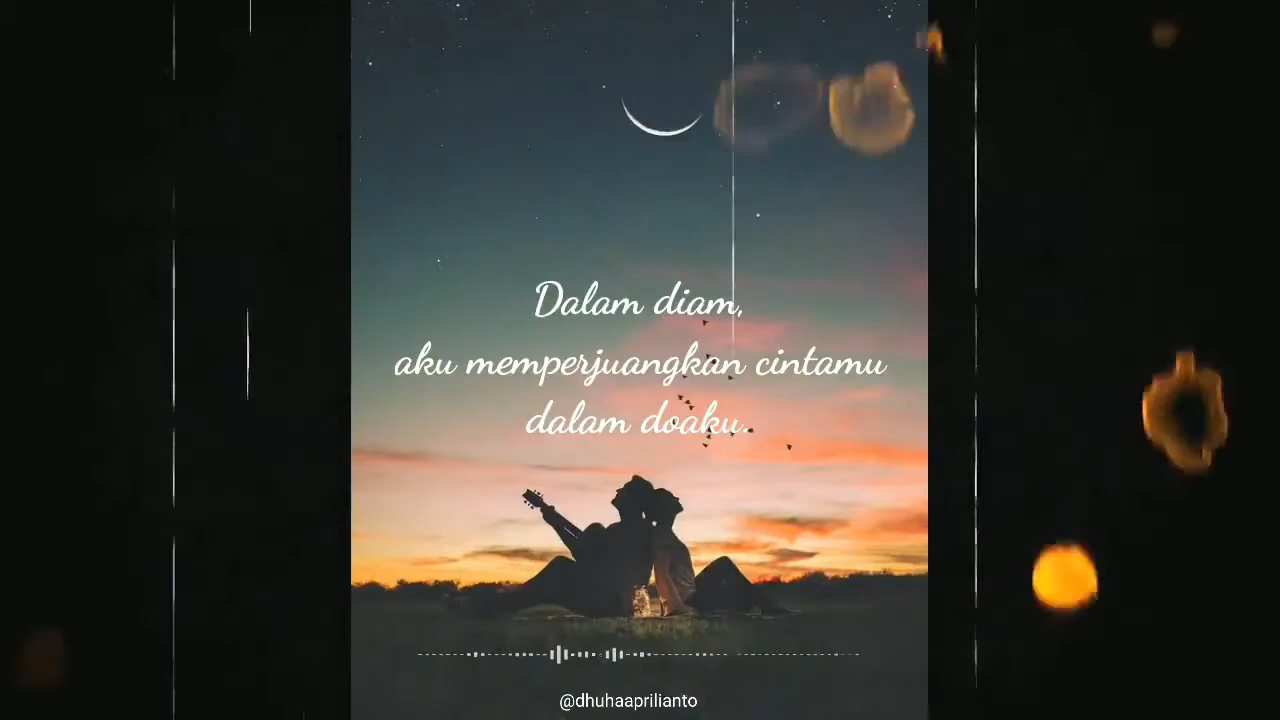 Dalam diam,
aku memperjuangkan cintamu
dalam doaku.
@dhuhaaprilianto